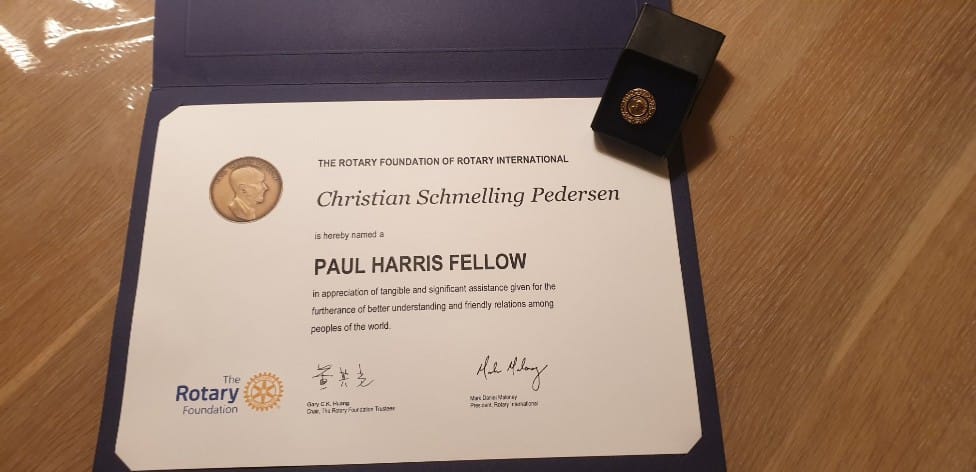 THE ROTARY FOUNDATION OF ROTARY INTERNATIONAL
Christian Schmelling Pedersen
is hereby named a
PAUL HARRIS FELLOW
in appreciation of tangible and significant assistance given for the
furtherance of better understanding and friendly relations among
peoples of the world.
The
Rotary
Foundation
Gary C.K. Huang
Chair, The Rotary Foundation Trustees
Mark Daniel Maloney
President, Rotary International